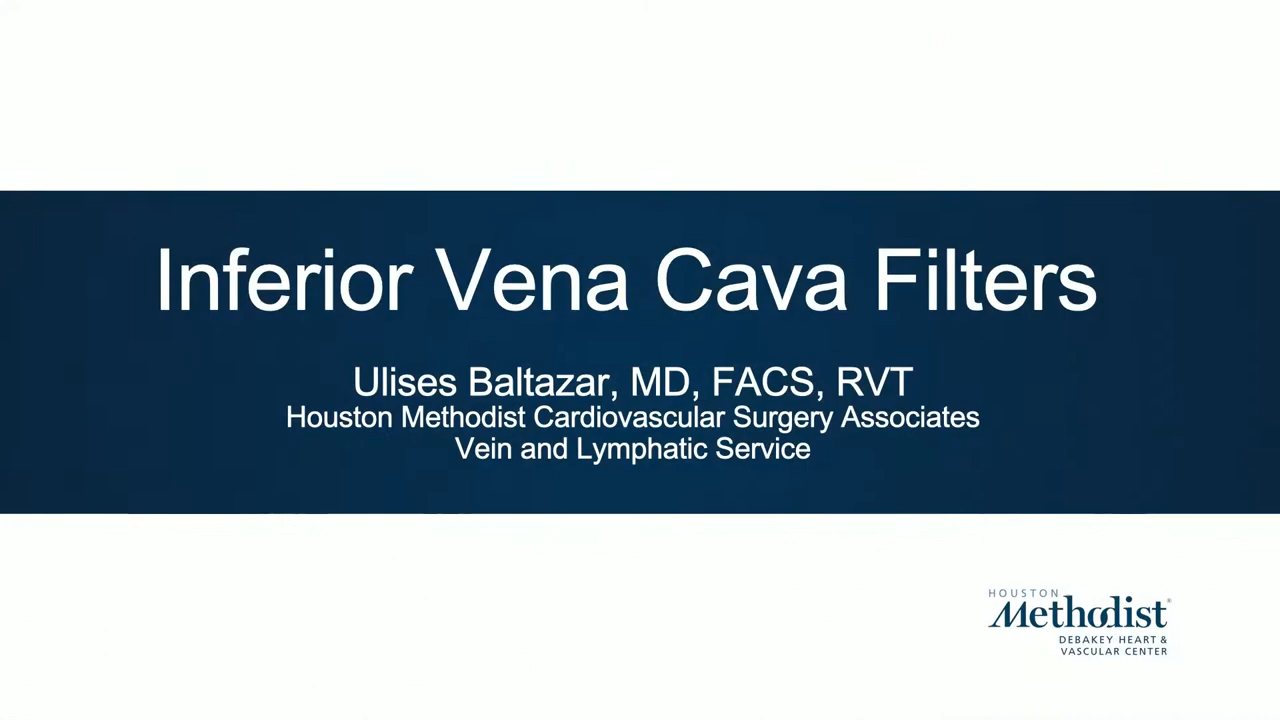 Inferior Vena Cava Filters
Ulises Baltazar, MD, FACS, RVT
Houston Methodist Cardiovascular Surgery Associates
Vein and Lymphatic Service
HOUSTON
Methodist®
DEBAKEY HEART &
VASCULAR CENTER